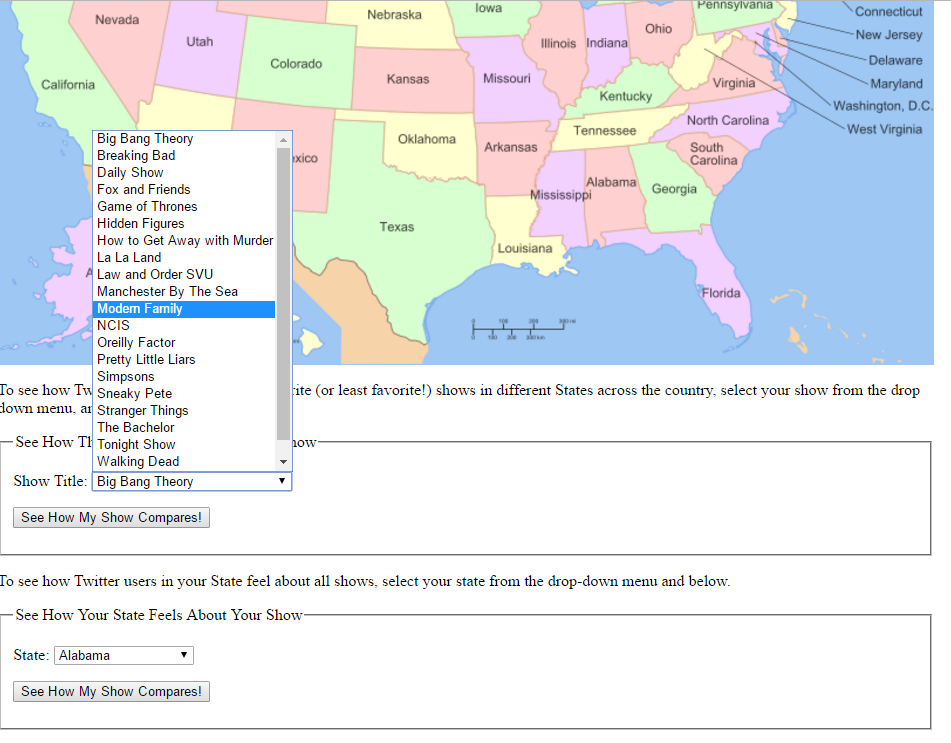 Nevada
Nebraska
Iowa
Pennsylvania
Connecticut
New Jersey
Utah
Colorado
Illinois
Indiana
Ohio
Delaware
California
Kansas
Missouri
Virginia
Maryland
Kentucky
Washington, D.C.
North Carolina
West Virginia
Tennessee
Oklahoma
Arkansas
South
Carolina
exico
Mississippi
Alabama
Georgia
Texas
Louisiana
Florida
A
Big Bang Theory
Breaking Bad
Daily Show
Fox and Friends
Game of Thrones
Hidden Figures
How to Get Away with Murder
La La Land
Law and Order SVU
Manchester By The Sea
Modern Family
NCIS
Oreilly Factor
Pretty Little Liars
Simpsons
Sneaky Pete
Stranger Things
The Bachelor
Tonight Show
Walking Dead
To see how Tw rite (or least favorite!) shows in different States across the country, select your show from the drop
down menu, a
See How Th how
Show Title: Big Bang Theory
See How My Show Compares!
To see how Twitter users in your State feel about all shows, select your state from the drop-down menu and below.
See How Your State Feels About Your Show
State: Alabama
See How My Show Compares!